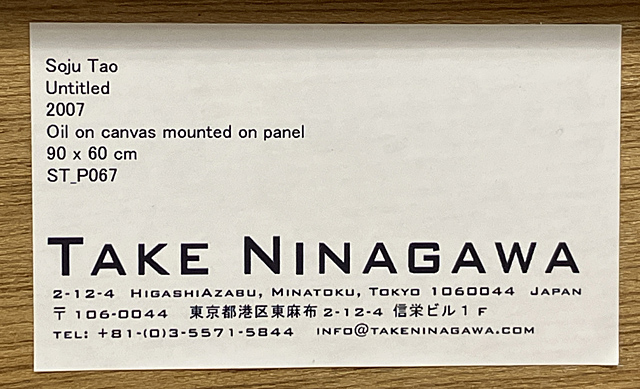 Soju Tao
Untitled
2007
Oil on canvas mounted on panel
90 x 60 cm
ST_P067
TAKE NINAGAWA
2-12-4 HIGASHIAZABU, MINATOKU, TOKYO 1060044 JAPAN
〒106-0044 東京都港区東麻布2-12-4 信栄ビル1F
TEL: +81-(0)3-5571-5844 INFO@TAKENINAGAWA.COM